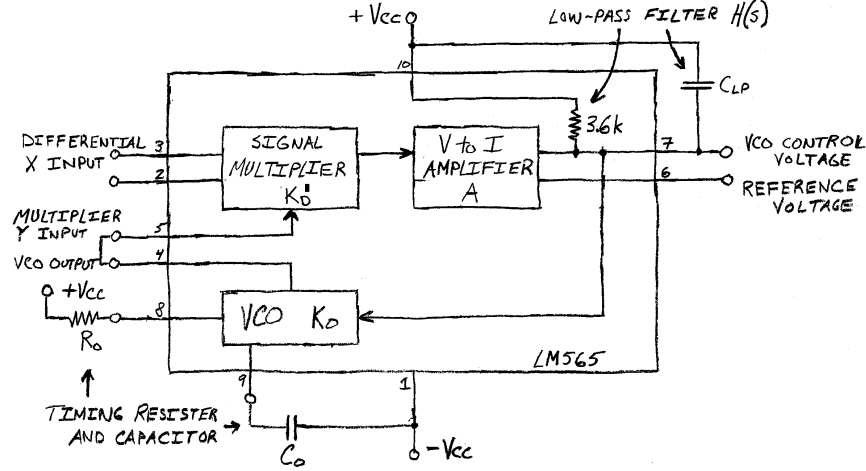 +Vcc
LOW-PASS FILTER H(s)
10
CLP
3.6k
DIFFERENTIAL
X INPUT
3
2
SIGNAL
MULTIPLIER
KD'
V to I
AMPLIFIER
A
7
VCO CONTROL
VOLTAGE
6
REFERENCE
VOLTAGE
MULTIPLIER
Y INPUT
5
VCO OUTPUT
4
+Vcc
8
Ro
VCO Ko
LM565
9
1
TIMING RESISTER
AND CAPACITOR
Co
-Vcc